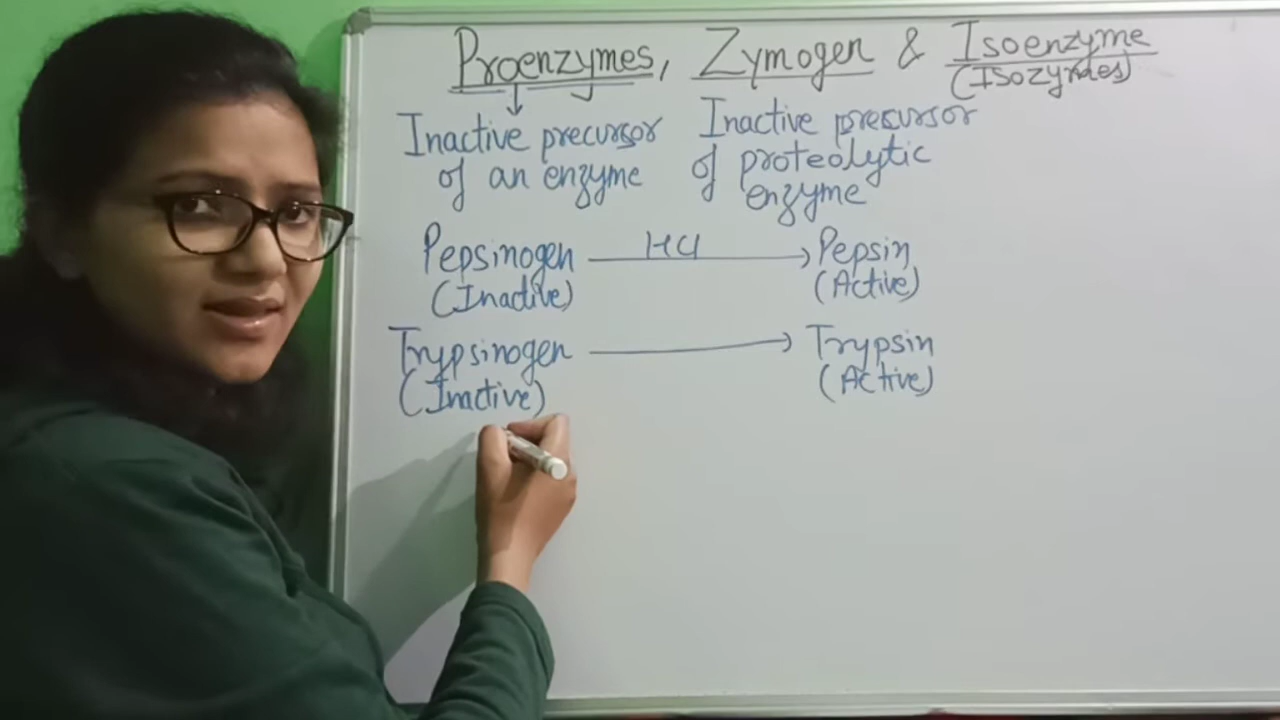 Proenzymes, Zymogen & Isoenzyme
(Isozymes)
Inactive precursor
of an enzyme
Inactive precursor
of proteolytic
enzyme
Pepsinogen HCl Pepsin
(Inactive) (Active)
Trypsinogen Trypsin
(Inactive) (Active)